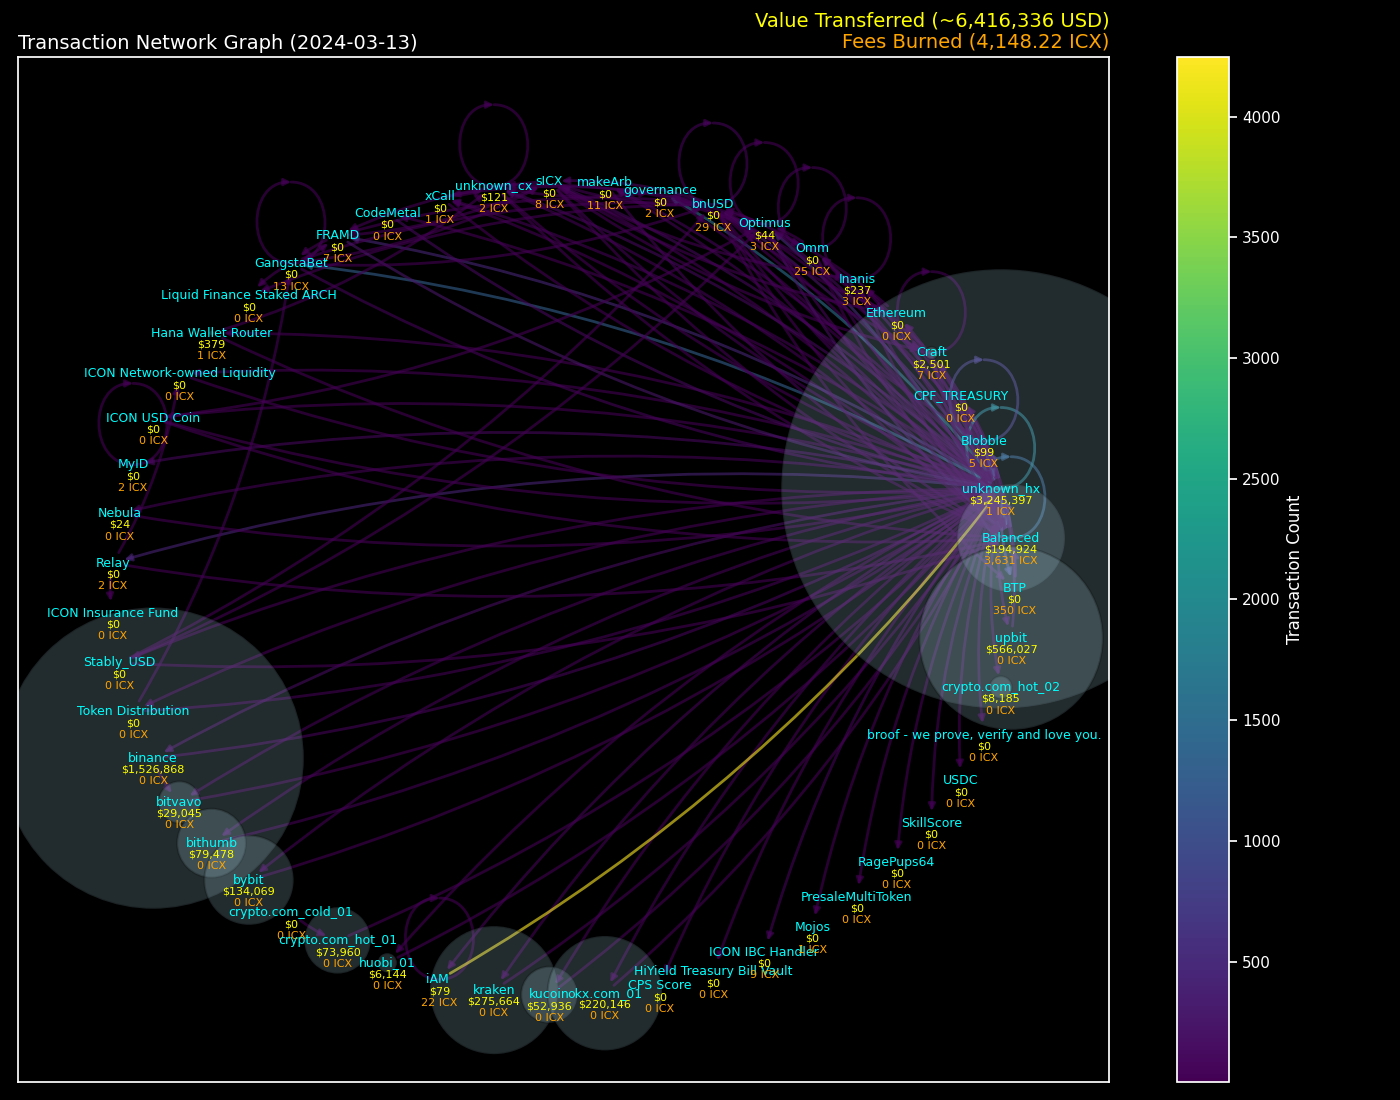 Value Transferred (~6,416,336 USD)
Transaction Network Graph (2024-03-13)
Fees Burned (4,148.22 ICX)
unknown_cx
$121
2 ICX
sICX
$0
8 ICX
makeArb
$0
11 ICX
governance
$0
2 ICX
bnUSD
$0
29 ICX
Optimus
$44
3 ICX
Omm
$0
25 ICX
Inanis
$237
3 ICX
Ethereum
$0
0 ICX
Craft
$2,501
7 ICX
CPF_TREASURY
$0
0 ICX
Blobble
$99
5 ICX
unknown_hx
$3,245,397
1 ICX
Balanced
$194,924
3,631 ICX
BTP
$0
350 ICX
upbit
$566,027
0 ICX
crypto.com_hot_02
$8,185
0 ICX
broof - we prove, verify and love you.
$0
0 ICX
USDC
$0
0 ICX
SkillScore
$0
0 ICX
RagePups64
$0
0 ICX
PresaleMultiToken
$0
0 ICX
Mojos
$0
ICX
ICON IBC Handler
$0
ICX
HiYield Treasury Bill Vault
$0
0 ICX
CPS Score
$0
0 ICX
okx.com_01
$220,146
0 ICX
kucoin
$52,936
0 ICX
kraken
$275,664
0 ICX
iAM
$79
22 ICX
huobi_01
$6,144
0 ICX
crypto.com_hot_01
$73,960
0 ICX
crypto.com_cold_01
$0
0 ICX
bybit
$134,069
0 ICX
bithumb
$79,478
0 ICX
bitvavo
$29,045
0 ICX
binance
$1,526,868
0 ICX
Token Distribution
$0
0 ICX
Stably_USD
$0
0 ICX
ICON Insurance Fund
$0
0 ICX
Relay
$0
2 ICX
Nebula
$24
0 ICX
MyID
$0
2 ICX
ICON USD Coin
$0
0 ICX
ICON Network-owned Liquidity
$0
0 ICX
Hana Wallet Router
$379
1 ICX
Liquid Finance Staked ARCH
$0
0 ICX
GangstaBet
$0
13 ICX
FRAMD
$0
7 ICX
CodeMetal
$0
0 ICX
xCall
$0
1 ICX
4000
3500
3000
2500
2000
1500
1000
500
Transaction Count